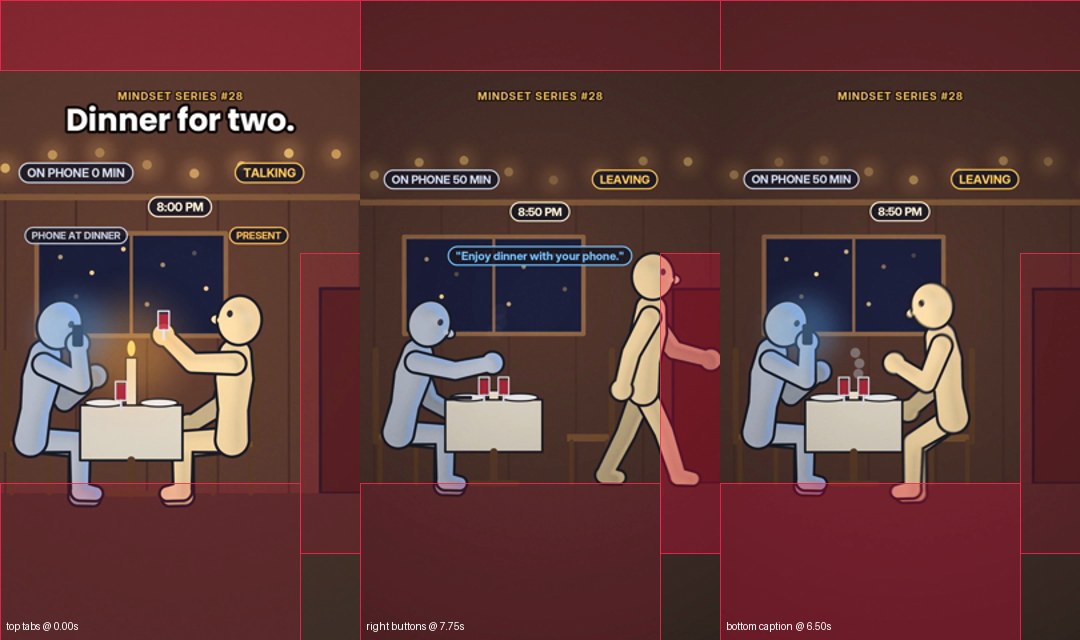 MINDSET SERIES #28
Dinner for two.
ON PHONE 0 MIN
TALKING
8:00 PM
PHONE AT DINNER
PRESENT
top tabs @ 0.00s
MINDSET SERIES #28
ON PHONE 50 MIN
LEAVING
8:50 PM
"Enjoy dinner with your phone."
right buttons @ 7.75s
MINDSET SERIES #28
ON PHONE 50 MIN
LEAVING
8:50 PM
bottom caption @ 6.50s